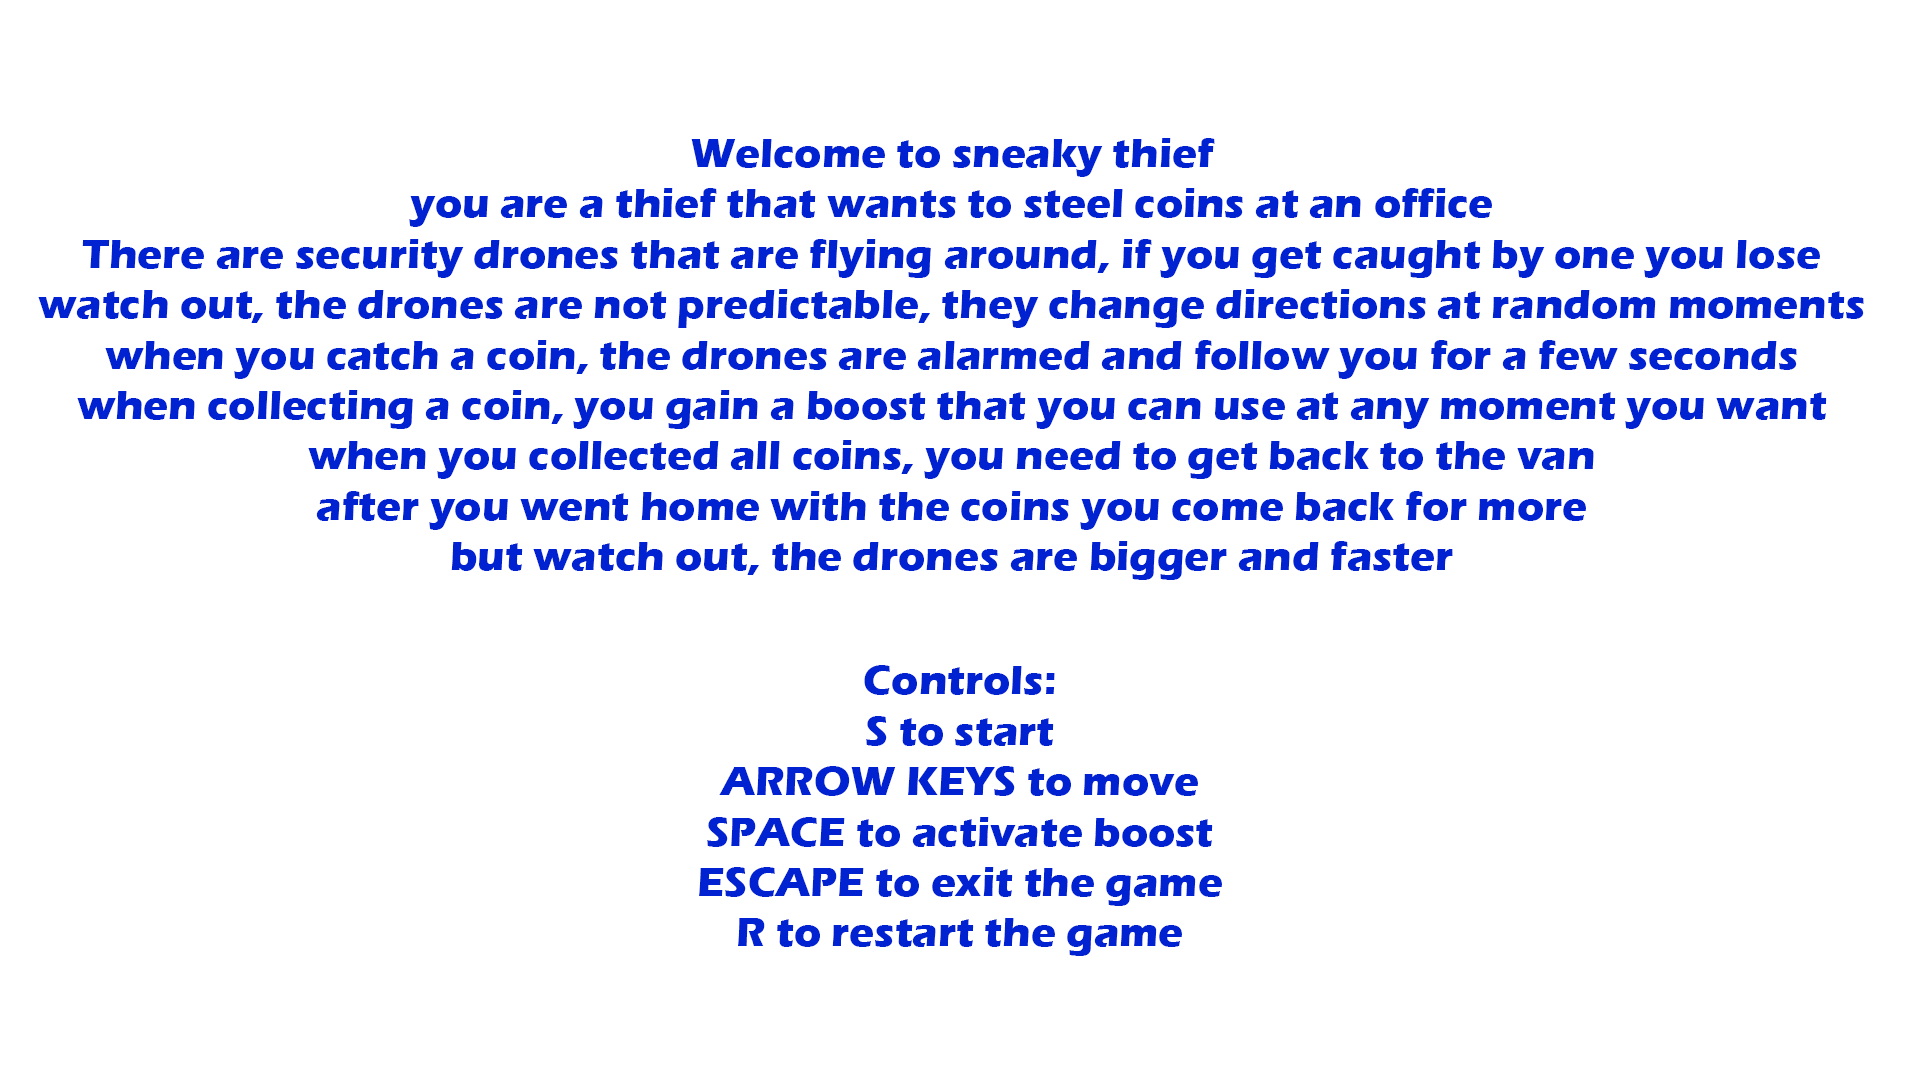 Welcome to sneaky thief
you are a thief that wants to steel coins at an office
There are security drones that are flying around, if you get caught by one you lose
watch out, the drones are not predictable, they change directions at random moments
when you catch a coin, the drones are alarmed and follow you for a few seconds
when collecting a coin, you gain a boost that you can use at any moment you want
when you collected all coins, you need to get back to the van
after you went home with the coins you come back for more
but watch out, the drones are bigger and faster
Controls:
S to start
ARROW KEYS to move
SPACE to activate boost
ESCAPE to exit the game
R to restart the game